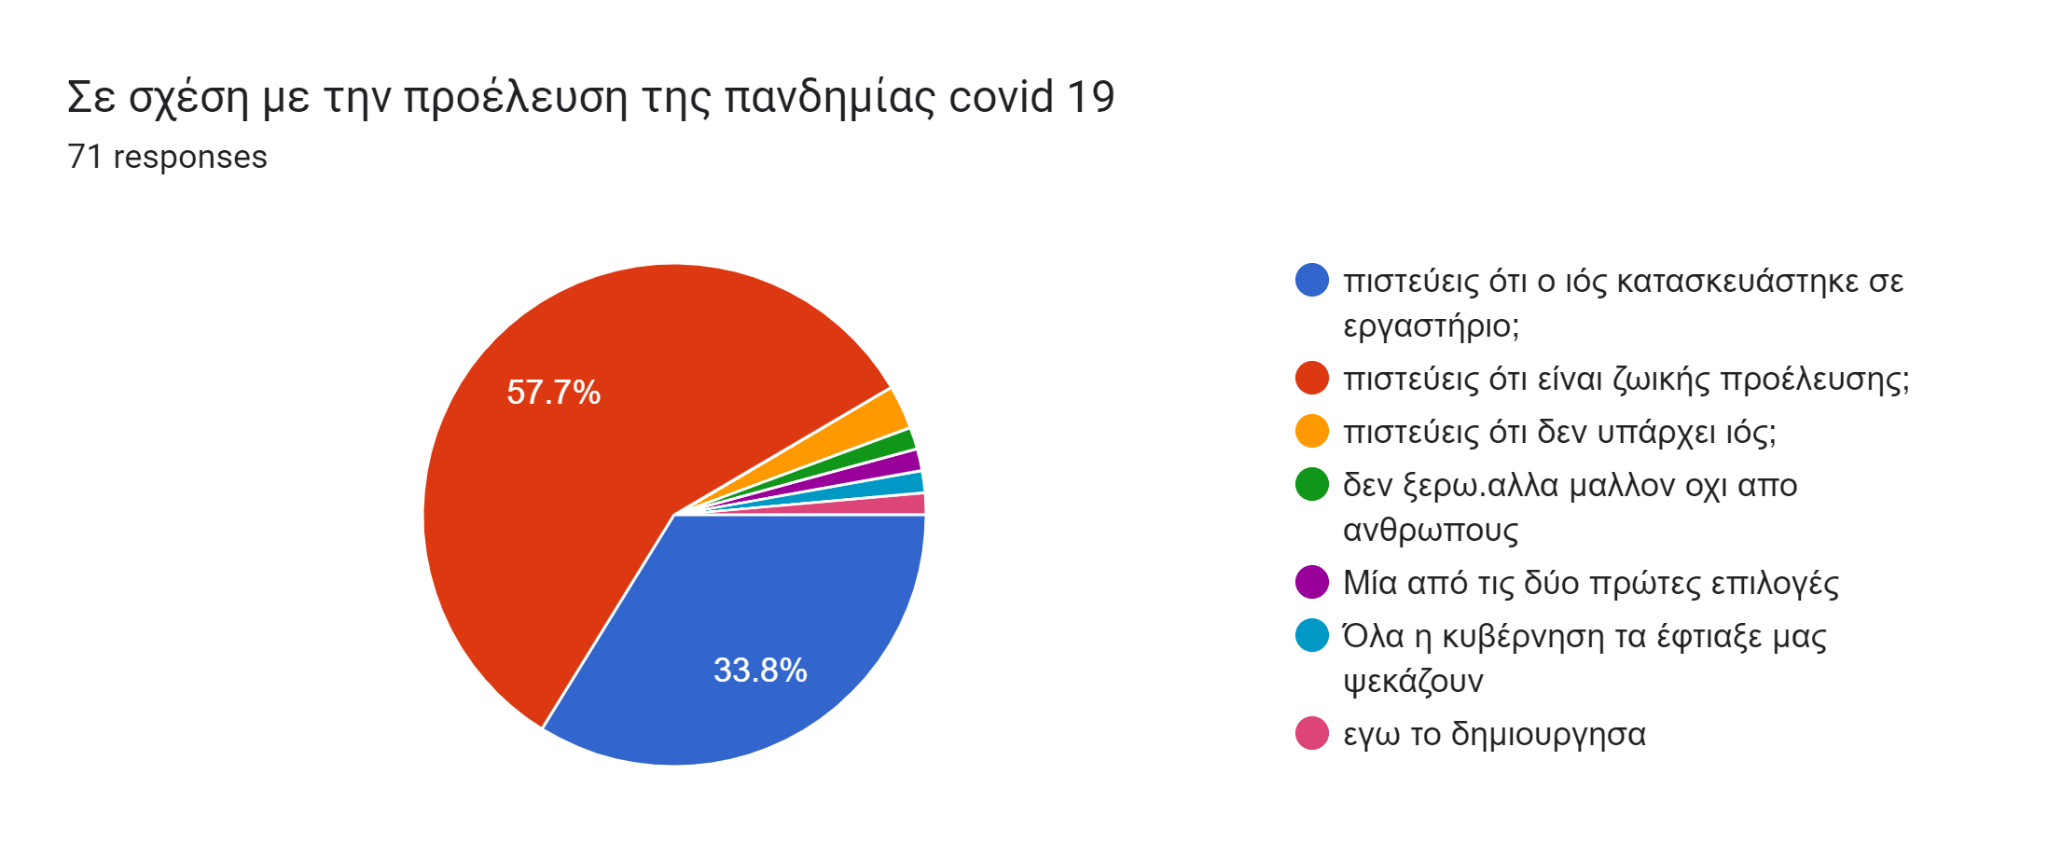 Σε σχέση με την προέλευση της πανδημίας covid 19
71 responses
57.7%
33.8%
πιστεύεις ότι ο ιός κατασκευάστηκε σε
εργαστήριο;
πιστεύεις ότι είναι ζωικής προέλευσης;
πιστεύεις ότι δεν υπάρχει ιός;
δεν ξερω.αλλα μαλλον οχι απο
ανθρωπους
Μία από τις δύο πρώτες επιλογές
Όλα η κυβέρνηση τα έφτιαξε μας
ψεκάζουν
εγω το δημιουργησα